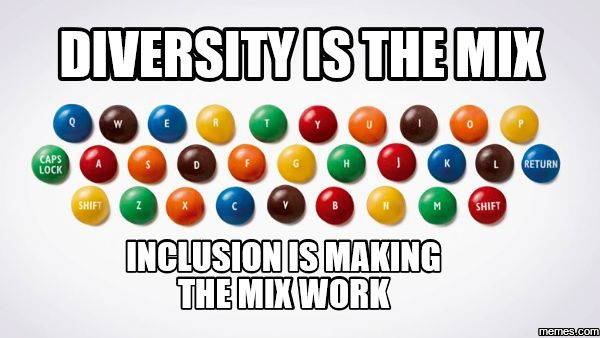 DIVERSITY IS THE MIX
Q W E R T Y U I O P
CAPS LOCK A S D F G H J K L RETURN
SHIFT Z X C V B N M SHIFT
INCLUSION IS MAKING
THE MIX WORK
memes.com